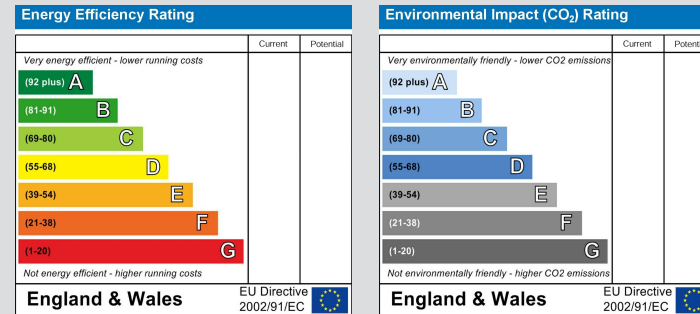 Energy Efficiency Rating
Current Potential
Very energy efficient - lower running costs
(92 plus) A
(81-91) B
(69-80) C
(55-68) D
(39-54) E
(21-38) F
(1-20) G
Not energy efficient - higher running costs
England & Wales
EU Directive
2002/91/EC
Environmental Impact (CO₂) Rating
Current Potenti
Very environmentally friendly - lower CO2 emissions
(92 plus) A
(81-91) B
(69-80) C
(55-68) D
(39-54) E
(21-38) F
(1-20) G
Not environmentally friendly - higher CO2 emissions
England & Wales
EU Directive
2002/91/EC